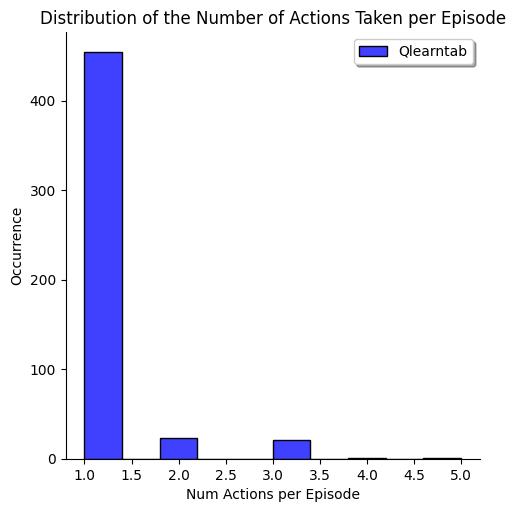 Distribution of the Number of Actions Taken per Episode
Qlearntab
400
300
200
100
0
Occurrence
1.0 1.5 2.0 2.5 3.0 3.5 4.0 4.5 5.0
Num Actions per Episode